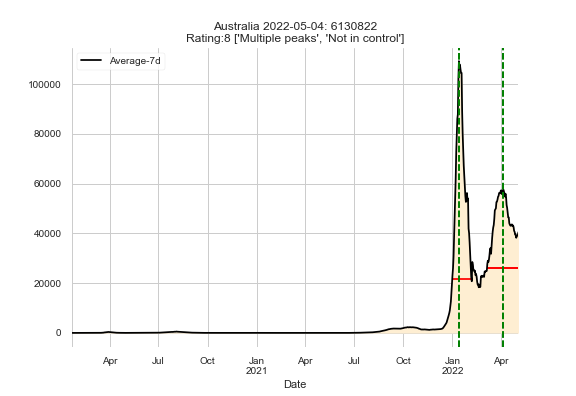 Australia 2022-05-04: 6130822
Rating:8 ['Multiple peaks', 'Not in control']
Average-7d
100000
80000
60000
40000
20000
0
Apr Jul Oct Jan Apr Jul Oct Jan Apr
2021 2022
Date